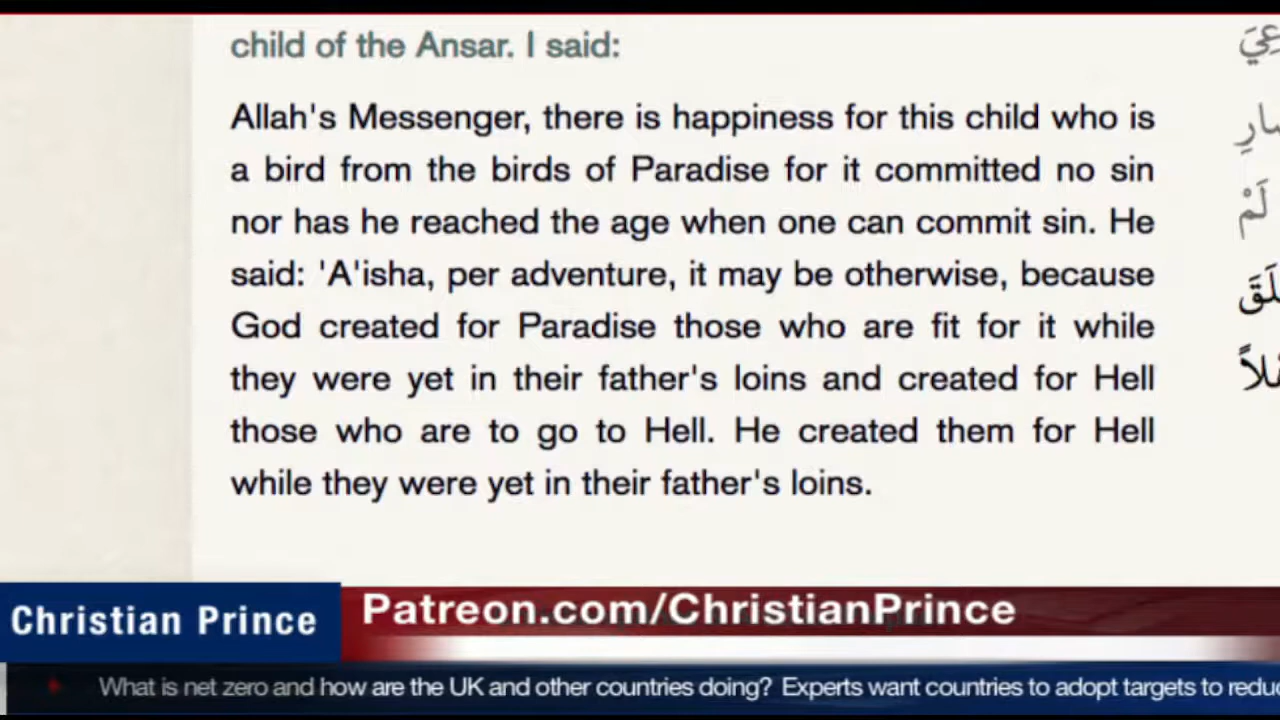 child of the Ansar. I said:
Allah's Messenger, there is happiness for this child who is
a bird from the birds of Paradise for it committed no sin
nor has he reached the age when one can commit sin. He
said: 'A'isha, per adventure, it may be otherwise, because
God created for Paradise those who are fit for it while
they were yet in their father's loins and created for Hell
those who are to go to Hell. He created them for Hell
while they were yet in their father's loins.
لَمْ
Christian Prince
Patreon.com/ChristianPrince
What is net zero and how are the UK and other countries doing? Experts want countries to adopt targets to